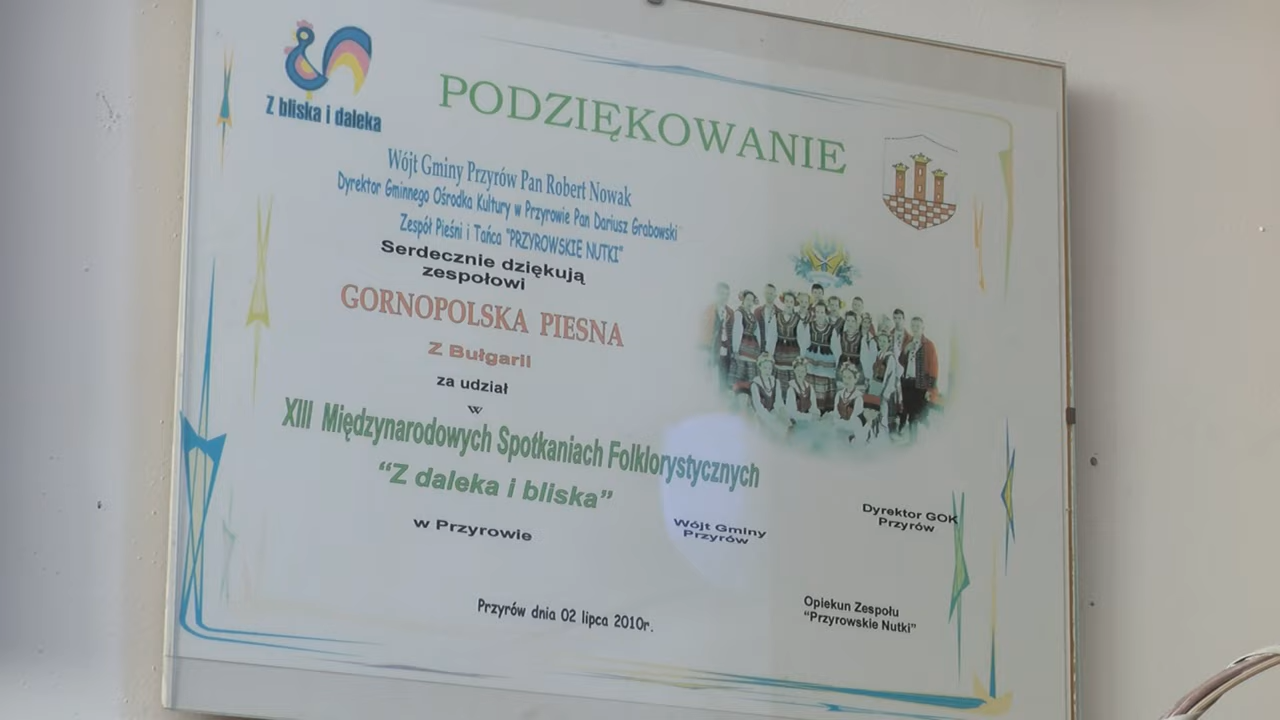 Z bliska i daleka
PODZIĘKOWANIE
Wójt Gminy Przyrów Pan Robert Nowak
Dyrektor Gminnego Ośrodka Kultury w Przyrowie Pan Dariusz Grabowski
Zespół Pieśni i Tańca "PRZYROWSKIE NUTKI"
Serdecznie dziękują
zespołowi
GORNOPOLSKA PIESNA
Z Bułgarii
za udział
w
XIII Międzynarodowych Spotkaniach Folklorystycznych
“Z daleka i bliska”
w Przyrowie
Wójt Gminy
Przyrów
Dyrektor GOK
Przyrów
Przyrów dnia 02 lipca 2010r.
Opiekun Zespołu
“Przyrowskie Nutki”